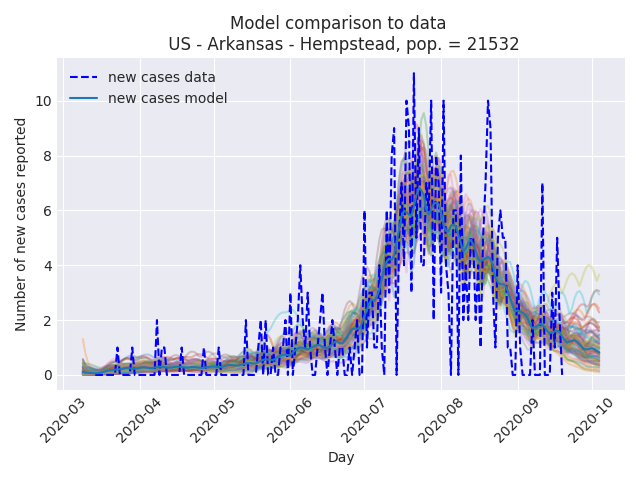 Model comparison to data
US - Arkansas - Hempstead, pop. = 21532
new cases data
new cases model
Number of new cases reported
10
8
6
4
2
0
2020-03
2020-04
2020-05
2020-06
2020-07
2020-08
2020-09
2020-10
Day